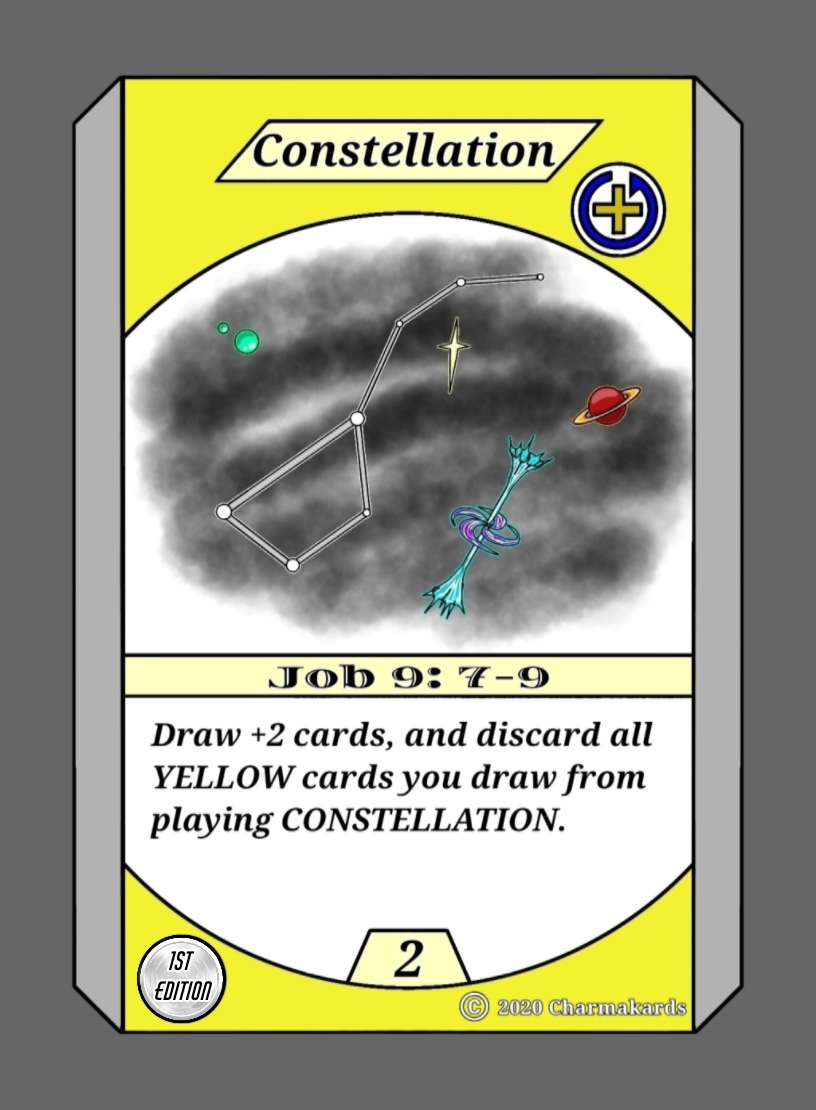 Constellation
Job 9: 7-9
Draw +2 cards, and discard all
YELLOW cards you draw from
playing CONSTELLATION.
2
1ST
EDITION
© 2020 Charmakards